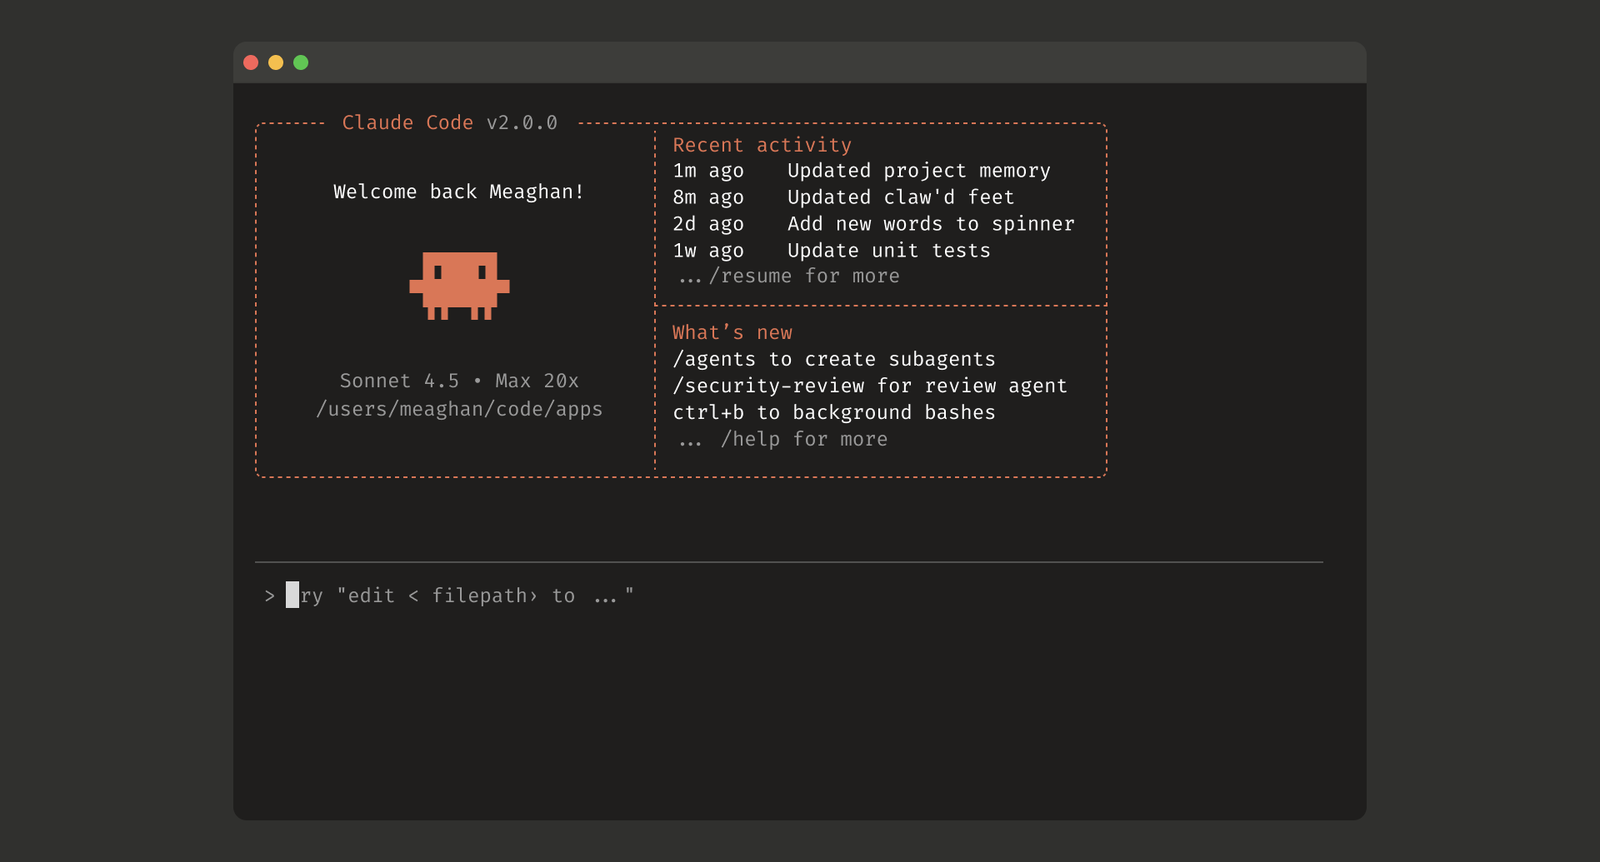 Claude Code v2.0.0
Welcome back Meaghan!
Sonnet 4.5 • Max 20x
/users/meaghan/code/apps
Recent activity
1m ago Updated project memory
8m ago Updated claw'd feet
2d ago Add new words to spinner
1w ago Update unit tests
.../resume for more
What’s new
/agents to create subagents
/security-review for review agent
ctrl+b to background bashes
... /help for more
> ry "edit < filepath› to ..."